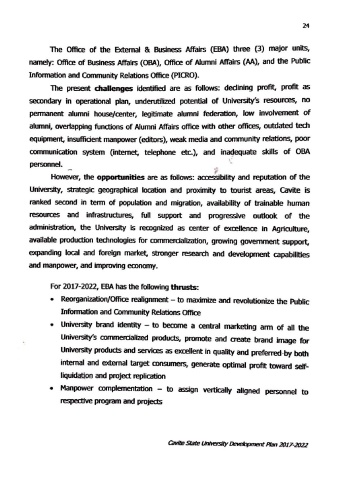 24
The Office of the External & Business Affairs (EBA) three (3) major units,
namely: Office of Business Affairs (OBA), Office of Alumni Affairs (AA), and the Public
Information and Community Relations Office (PICRO).
The present challenges identified are as follows: declining profit, profit as
secondary in operational plan, underutilized potential of University's resources, no
permanent alumni house/center, legitimate alumni federation, low involvement of
alumni, overlapping functions of Alumni Affairs office with other offices, outdated tech
equipment, insufficient manpower (editors), weak media and community relations, poor
communication system (internet, telephone etc.), and inadequate skills of OBA
personnel.
However, the opportunities are as follows: accessibility and reputation of the
University, strategic geographical location and proximity to tourist areas, Cavite is
ranked second in term of population and migration, availability of trainable human
resources and infrastructures, full support and progressive outlook of the
administration, the University is recognized as center of excellence in Agriculture,
available production technologies for commercialization, growing government support,
expanding local and foreign market, stronger research and development capabilities
and manpower, and improving economy.
For 2017-2022, EBA has the following thrusts:
• Reorganization/Office realignment – to maximize and revolutionize the Public
Information and Community Relations Office
• University brand identity – to become a central marketing arm of all the
University's commercialized products, promote and create brand image for
University products and services as excellent in quality and preferred by both
internal and external target consumers, generate optimal profit toward self-
liquidation and project replication
• Manpower complementation – to assign vertically aligned personnel to
respective program and projects
Cavite State University Development Plan 2017-2022